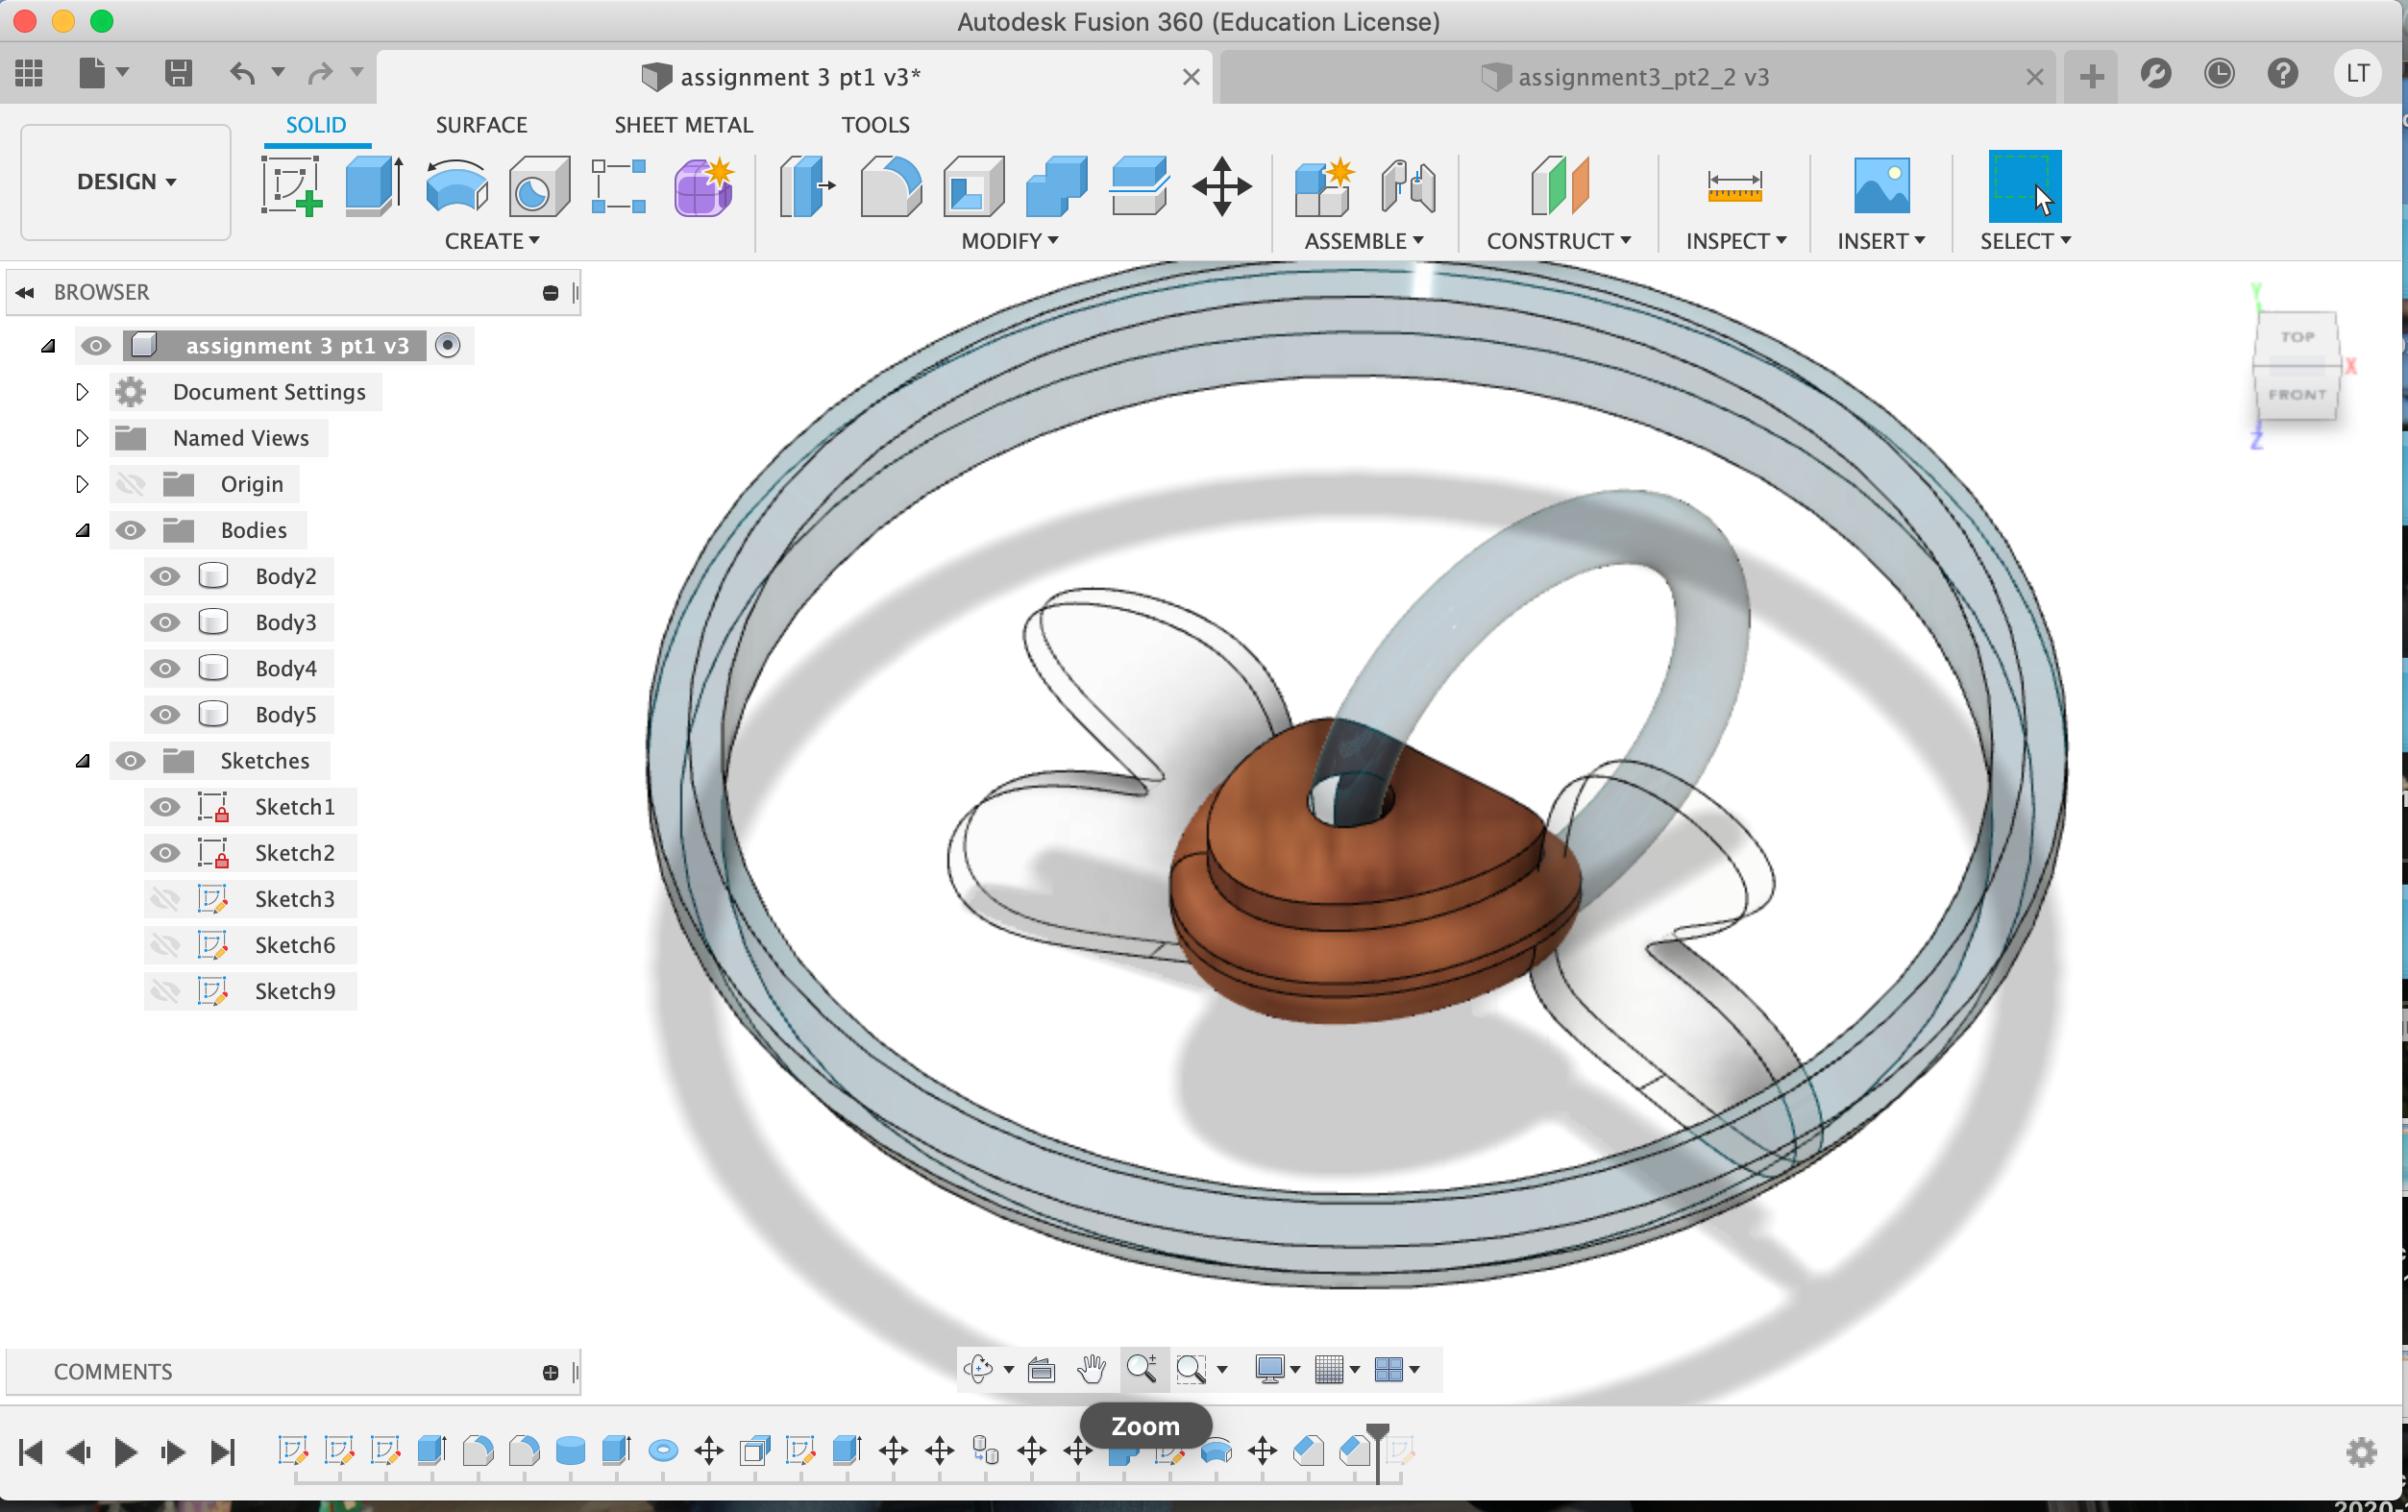 Autodesk Fusion 360 (Education License)
assignment 3 pt1 v3*
assignment3_pt2_2 v3
LT
SOLID SURFACE SHEET METAL TOOLS
DESIGN
CREATE MODIFY ASSEMBLE CONSTRUCT INSPECT INSERT SELECT
BROWSER
assignment 3 pt1 v3
Document Settings
Named Views
Origin
Bodies
Body2
Body3
Body4
Body5
Sketches
Sketch1
Sketch2
Sketch3
Sketch6
Sketch9
Y
TOP
X
FRONT
Z
COMMENTS
Zoom